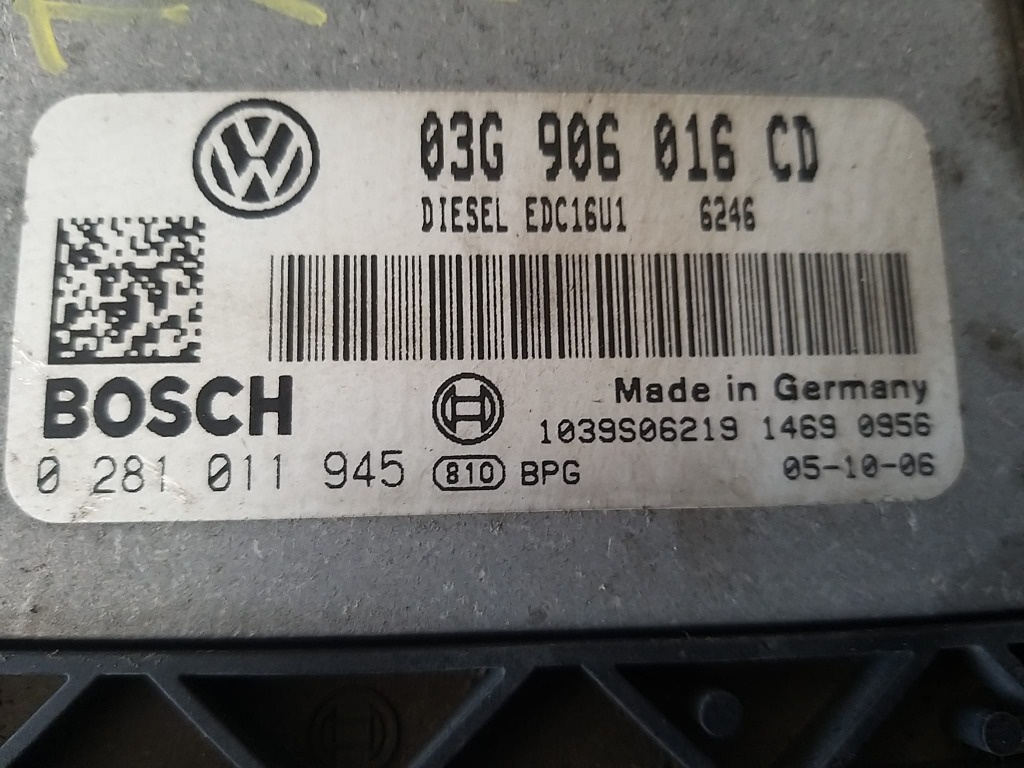 03G 906 016 CD
DIESEL EDC16U1 6246
BOSCH
Made in Germany
1039S06219 1469 0956
0 281 011 945 810 BPG 05-10-06